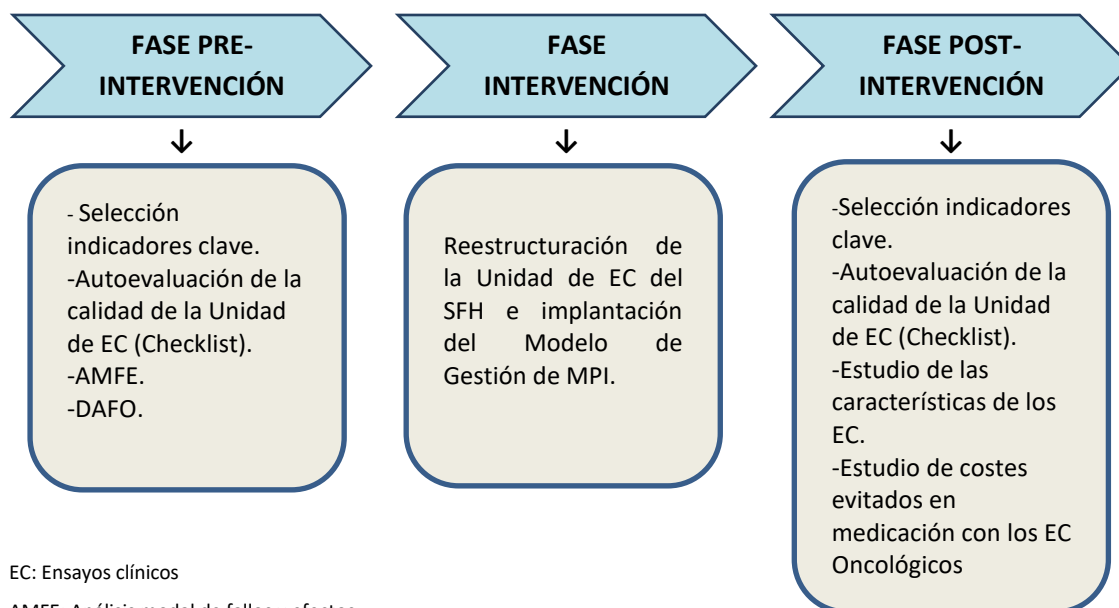 FASE PRE-
INTERVENCIÓN
↓
- Selección
indicadores clave.
-Autoevaluación de la
calidad de la Unidad
de EC (Checklist).
-AMFE.
-DAFO.
FASE
INTERVENCIÓN
↓
Reestructuración de
la Unidad de EC del
SFH e implantación
del Modelo de
Gestión de MPI.
FASE POST-
INTERVENCIÓN
↓
-Selección indicadores
clave.
-Autoevaluación de la
calidad de la Unidad
de EC (Checklist).
-Estudio de las
características de los
EC.
-Estudio de costes
evitados en
medicación con los EC
Oncológicos
EC: Ensayos clínicos